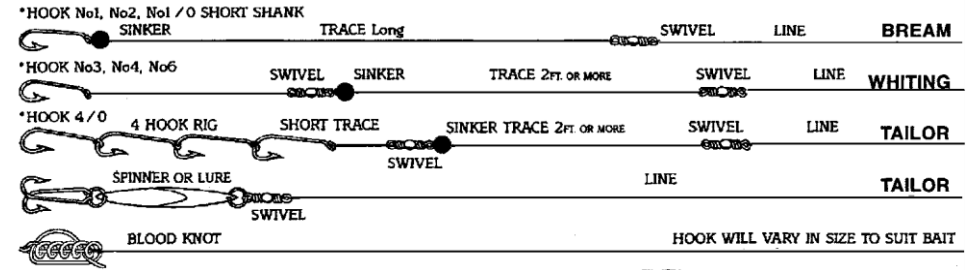 *HOOK No1, No2, No1/0 SHORT SHANK
SINKER TRACE Long SWIVEL LINE BREAM
*HOOK No3, No4, No6
SWIVEL SINKER TRACE 2FT. OR MORE SWIVEL LINE WHITING
*HOOK 4/0
4 HOOK RIG SHORT TRACE SINKER TRACE 2FT. OR MORE SWIVEL LINE TAILOR
SWIVEL
SPINNER OR LURE LINE TAILOR
SWIVEL
BLOOD KNOT HOOK WILL VARY IN SIZE TO SUIT BAIT